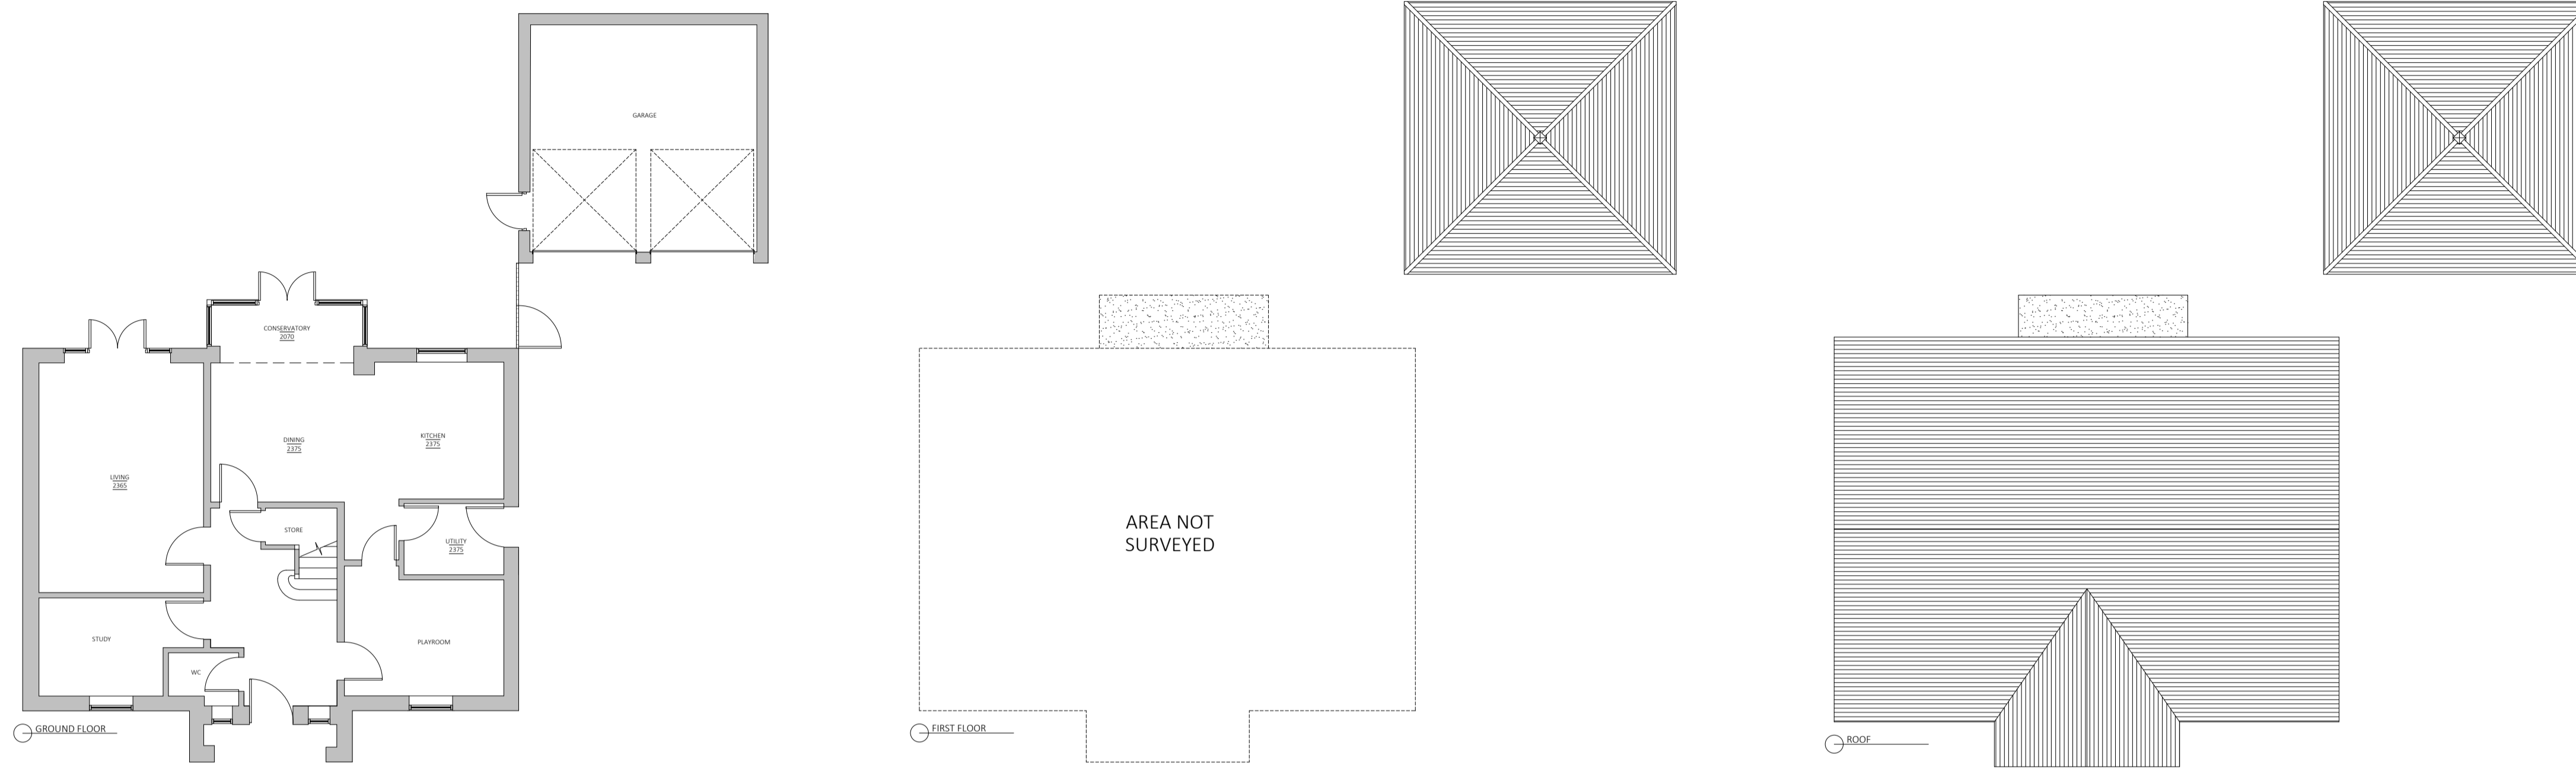 GARAGE
CONSERVATORY
2070
DINING
2375
KITCHEN
2375
LIVING
2365
STORE
UTILITY
2375
STUDY
PLAYROOM
WC
GROUND FLOOR
AREA NOT
SURVEYED
FIRST FLOOR
ROOF